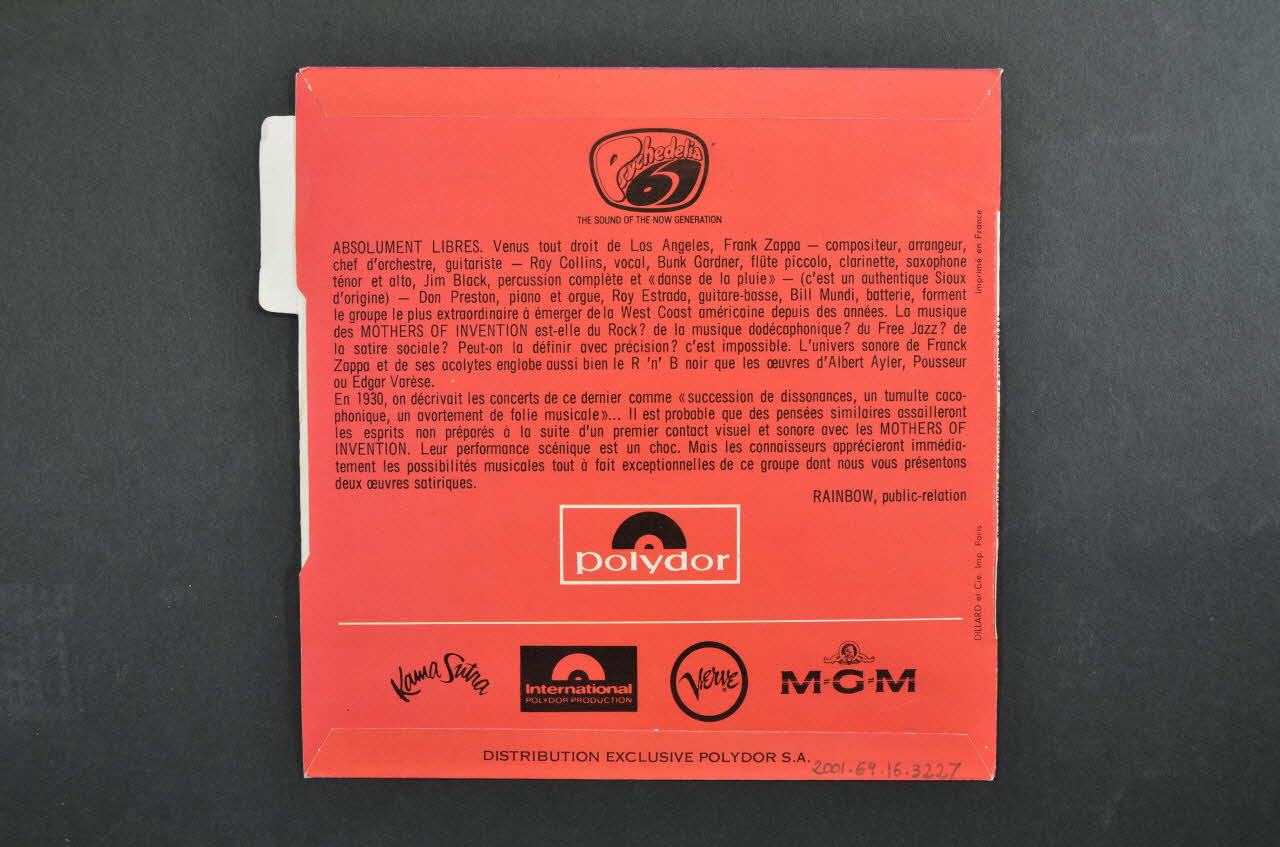 Psychedelia
67
THE SOUND OF THE NOW GENERATION
ABSOLUMENT LIBRES. Venus tout droit de Los Angeles, Frank Zappa — compositeur, arrangeur,
chef d'orchestre, guitariste — Ray Collins, vocal, Bunk Gardner, flûte piccolo, clarinette, saxophone
ténor et alto, Jim Black, percussion complète et «danse de la pluie» — (c'est un authentique Sioux
d'origine) — Don Preston, piano et orgue, Roy Estrada, guitare-basse, Bill Mundi, batterie, forment
le groupe le plus extraordinaire à émerger de la West Coast américaine depuis des années. La musique
des MOTHERS OF INVENTION est-elle du Rock? de la musique dodécaphonique? du Free Jazz? de
la satire sociale? Peut-on la définir avec précision? c'est impossible. L'univers sonore de Franck
Zappa et de ses acolytes englobe aussi bien le R 'n' B noir que les œuvres d'Albert Ayler, Pousseur
ou Edgar Varèse.
En 1930, on décrivait les concerts de ce dernier comme «succession de dissonances, un tumulte caco-
phonique, un avortement de folie musicale»... Il est probable que des pensées similaires assailleront
les esprits non préparés à la suite d'un premier contact visuel et sonore avec les MOTHERS OF
INVENTION. Leur performance scénique est un choc. Mais les connaisseurs apprécieront immédia-
tement les possibilités musicales tout à fait exceptionnelles de ce groupe dont nous vous présentons
deux œuvres satiriques.
RAINBOW, public-relation
Imprimé en France
polydor
DILLARD et Cie. Imp. Paris
Kama Sutra
International
POLYDOR PRODUCTION
Verve
M-G-M
DISTRIBUTION EXCLUSIVE POLYDOR S.A.
2001.69.16.3227